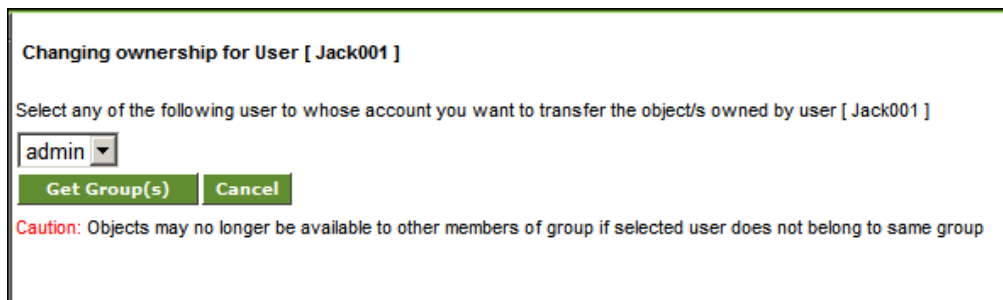 Changing ownership for User [ Jack001 ]
Select any of the following user to whose account you want to transfer the object/s owned by user [ Jack001 ]
admin
Get Group(s) Cancel
Caution: Objects may no longer be available to other members of group if selected user does not belong to same group